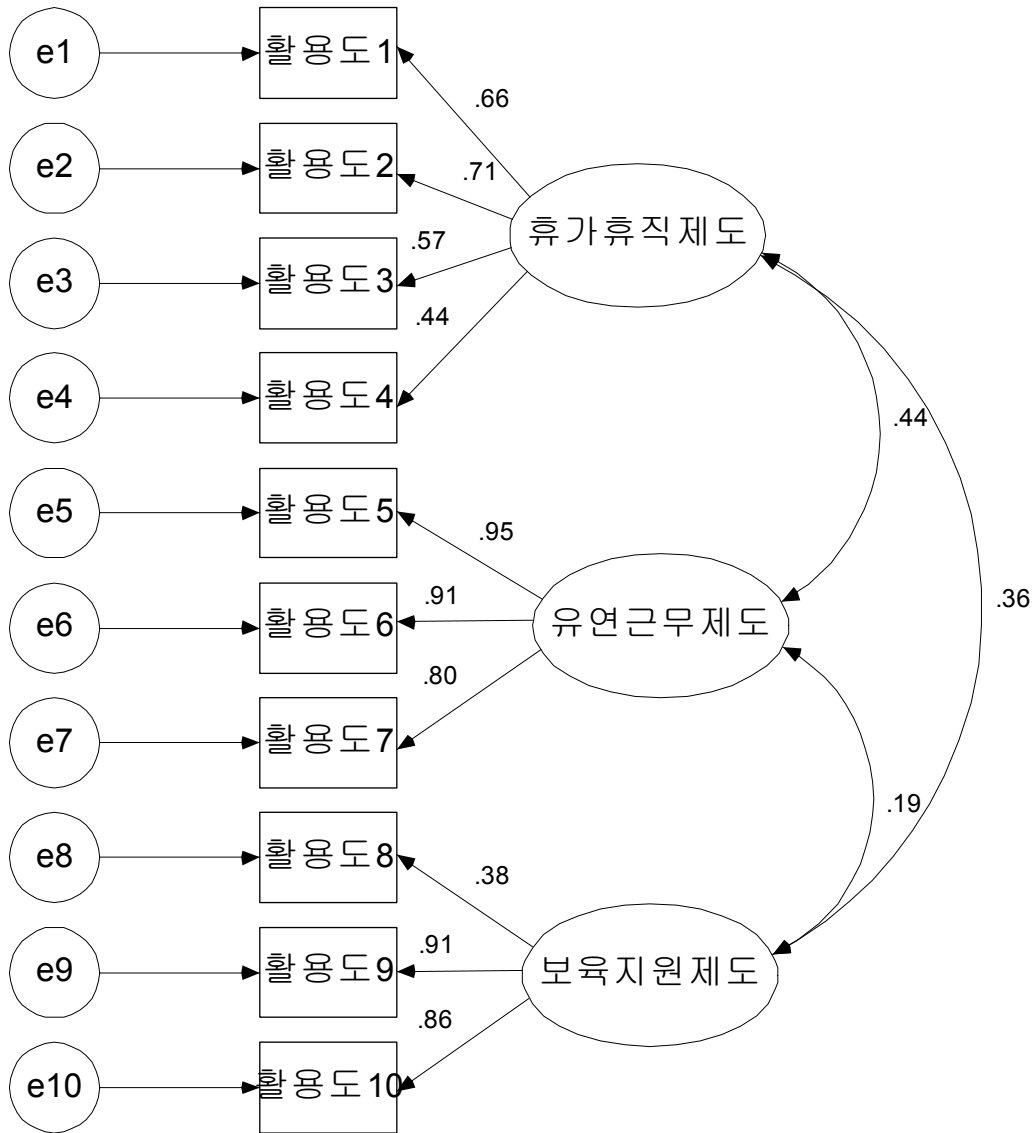 e1
활용도1
.66
e2
활용도2
.71
휴가휴직제도
.57
e3
활용도3
.44
e4
활용도4
.44
e5
활용도5
.95
.91
.36
e6
활용도6
유연근무제도
.80
e7
활용도7
.19
e8
활용도8
.38
.91
e9
활용도9
보육지원제도
.86
e10
활용도10